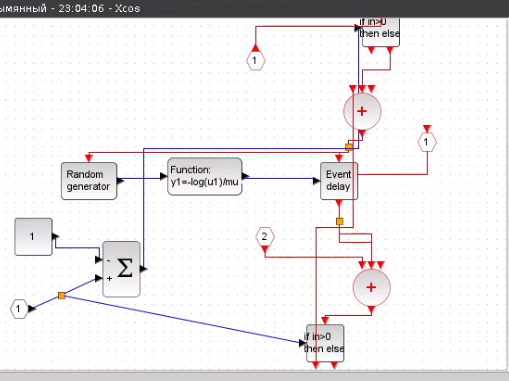 ымянный - 23:04:06 - Xcos
if in>0
then else
1
+
1
Random
generator
Function:
y1=-log(u1)/mu
Event
delay
1
2
-
+
Σ
+
1
if in>0
then else